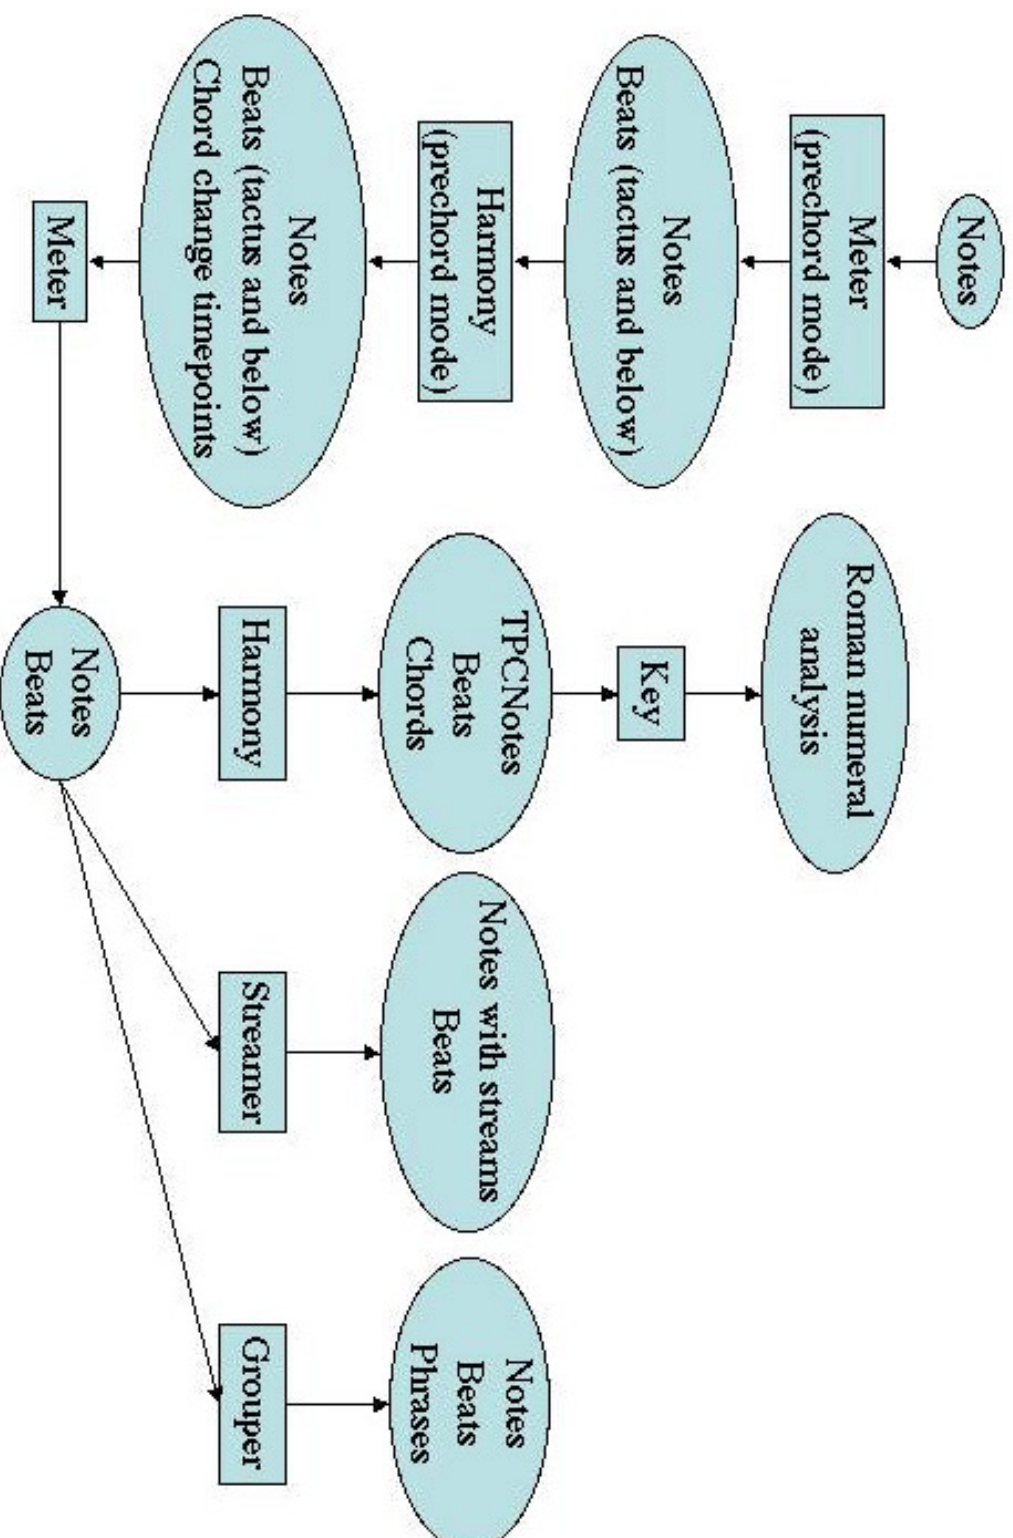 Notes
Meter
(prechord mode)
Notes
Beats (tactus and below)
Harmony
(prechord mode)
Notes
Beats (tactus and below)
Chord change timepoints
Meter
Notes
Beats
Harmony
TPCNotes
Beats
Chords
Key
Roman numeral
analysis
Streamer
Notes with streams
Beats
Grouper
Notes
Beats
Phrases